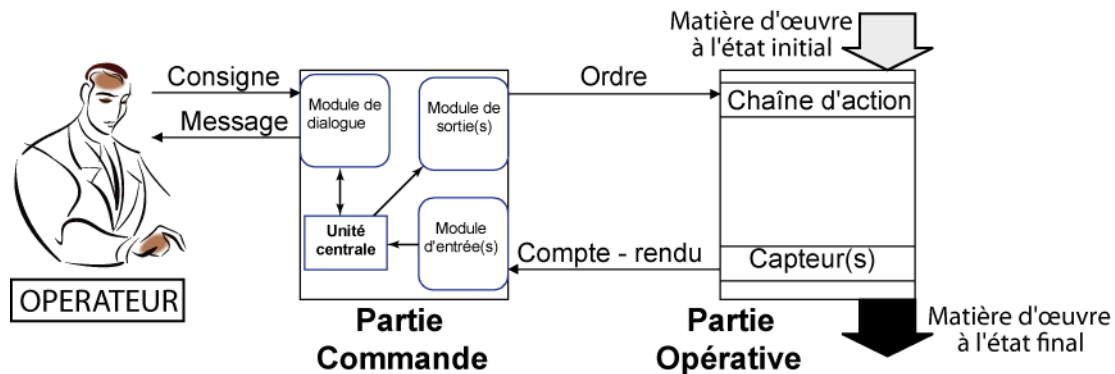 Matière d'œuvre
à l'état initial
Consigne
Message
Module de
dialogue
Module de
sortie(s)
Ordre
Chaîne d'action
Unité
centrale
Module
d'entrée(s)
Compte - rendu
Capteur(s)
OPERATEUR
Partie
Commande
Partie
Opérative
Matière d'œuvre
à l'état final